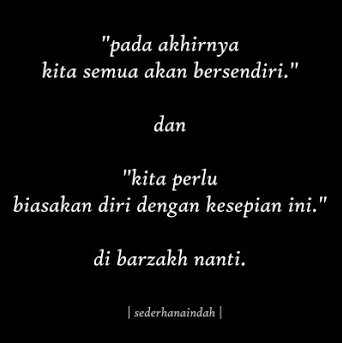 "pada akhirnya
kita semua akan bersendiri."
dan
"kita perlu
biasakan diri dengan kesepian ini."
di barzakh nanti.
| sederhanaindah |